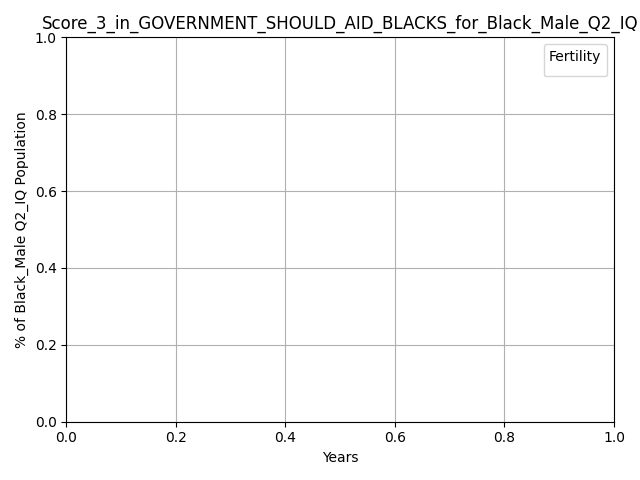 Score_3_in_GOVERNMENT_SHOULD_AID_BLACKS_for_Black_Male_Q2_IQ
Fertility
% of Black_Male Q2_IQ Population
1.0
0.8
0.6
0.4
0.2
0.0
0.0 0.2 0.4 0.6 0.8 1.0
Years